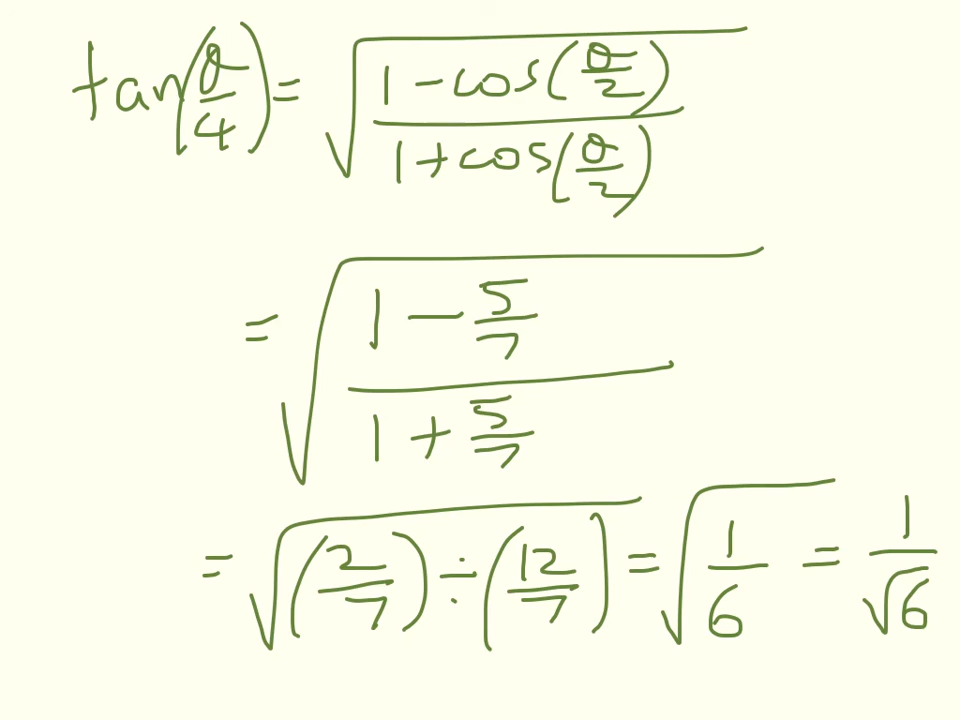 tan(θ/4) = √((1 - cos(θ/2))/(1 + cos(θ/2)))
= √((1 - 5/7)/(1 + 5/7))
= √((2/7) ÷ (12/7)) = √(1/6) = 1/√6